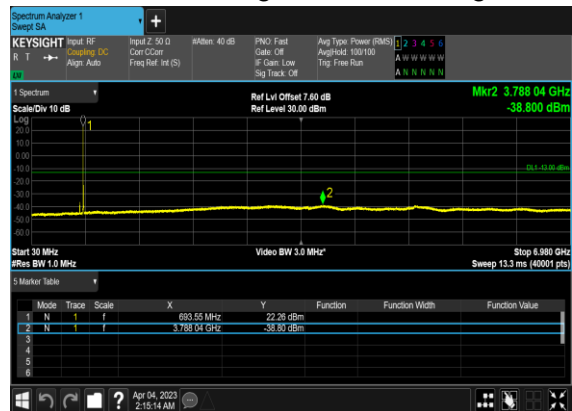 Spectrum Analyzer 1
Swept SA
+
KEYSIGHT Input: RF Input Z: 50 Ω #Atten: 40 dB PNO: Fast Avg Type: Power (RMS) 1 2 3 4 5 6
R T Coupling: DC Corr CCorr Gate: Off Avg|Hold: 100/100 A W W W W W
Align: Auto Freq Ref: Int (S) IF Gain: Low Trig: Free Run
Sig Track: Off A N N N N N
1 Spectrum Ref Lvl Offset 7.60 dB Mkr2 3.788 04 GHz
Scale/Div 10 dB Ref Level 30.00 dBm -38.800 dBm
Log
1
20.0
10.0
0.00
-10.0 DL1 -13.00 dBm
-20.0
-30.0 2
-40.0
-50.0
-60.0
Start 30 MHz Video BW 3.0 MHz* Stop 6.980 GHz
#Res BW 1.0 MHz Sweep 13.3 ms (40001 pts)
5 Marker Table
Mode Trace Scale X Y Function Function Width Function Value
1 N 1 f 693.55 MHz 22.26 dBm
2 N 1 f 3.788 04 GHz -38.80 dBm
3
4
5
6
? Apr 04, 2023
2:15:14 AM